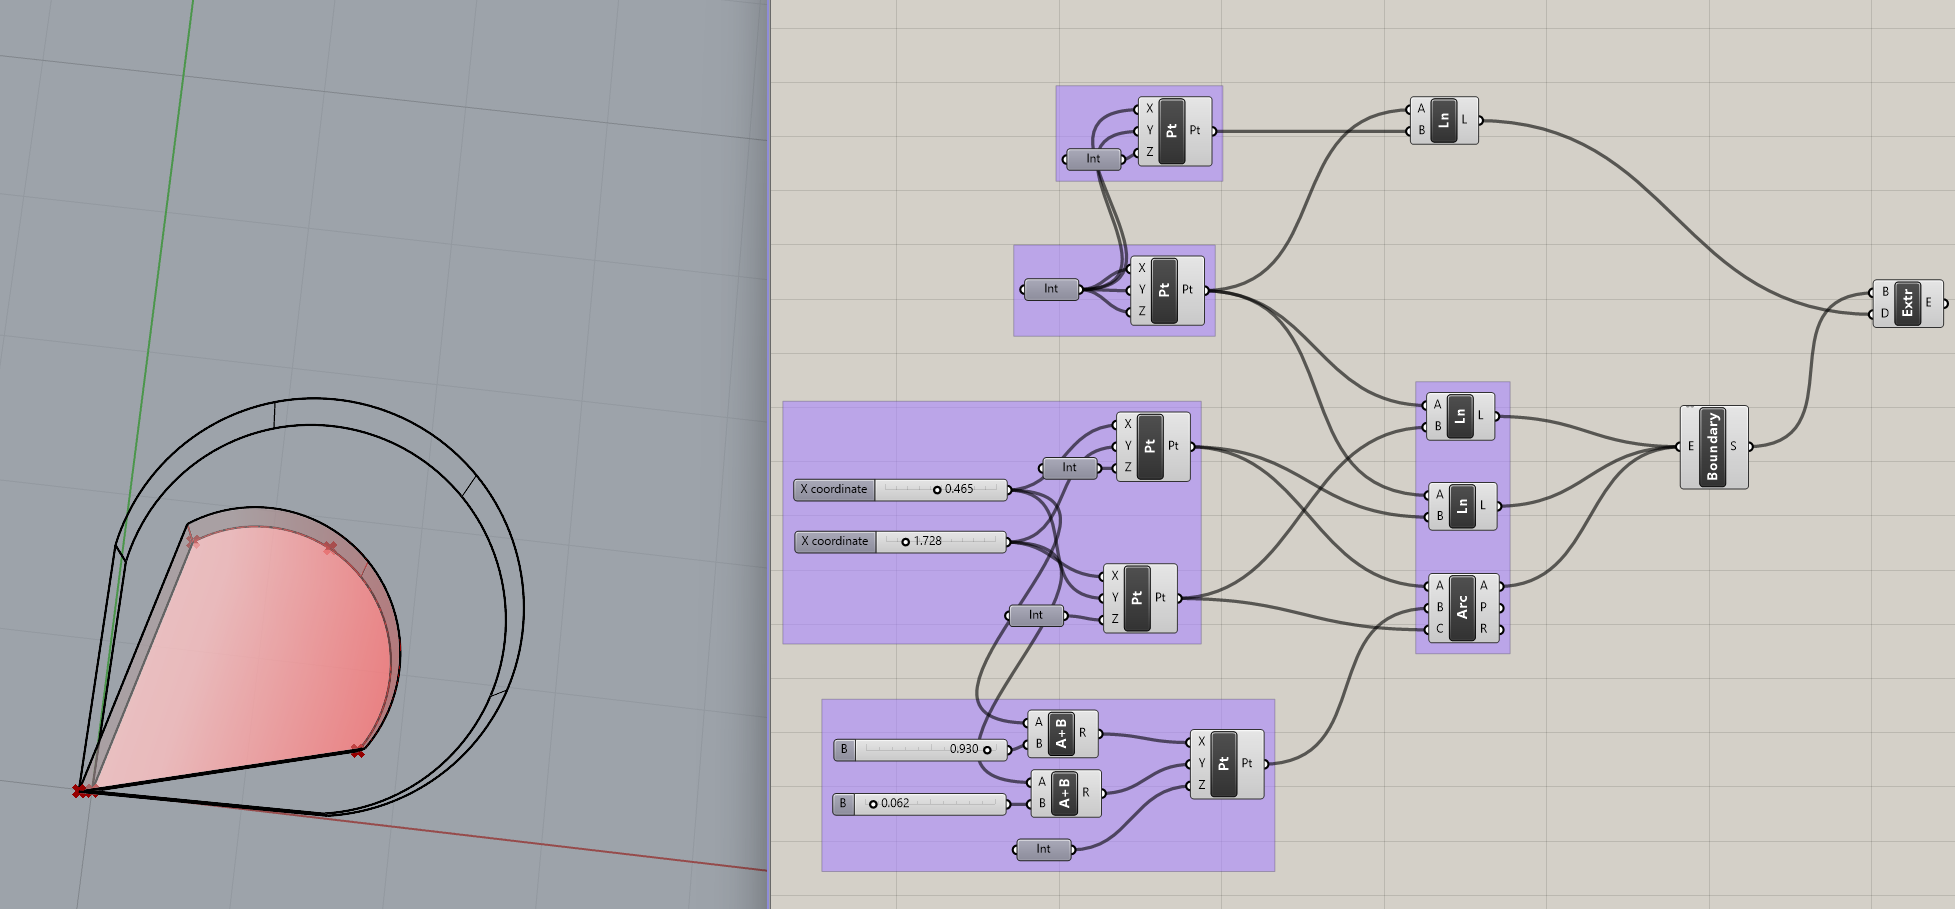 X
Y Pt Pt
Z
Int
A
Ln L
B
X
Int Y Pt Pt
Z
B
Extr E
D
X
Y Pt Pt
Int Z
X coordinate 0.465
X coordinate 1.728
X
Y Pt Pt
Int Z
A
Ln L
B
A
Ln L
B
A Arc A
B P
C R
E Boundary S
A
A+B R
B
B 0.930
A
A+B R
B
B 0.062
X
Y Pt Pt
Z
Int